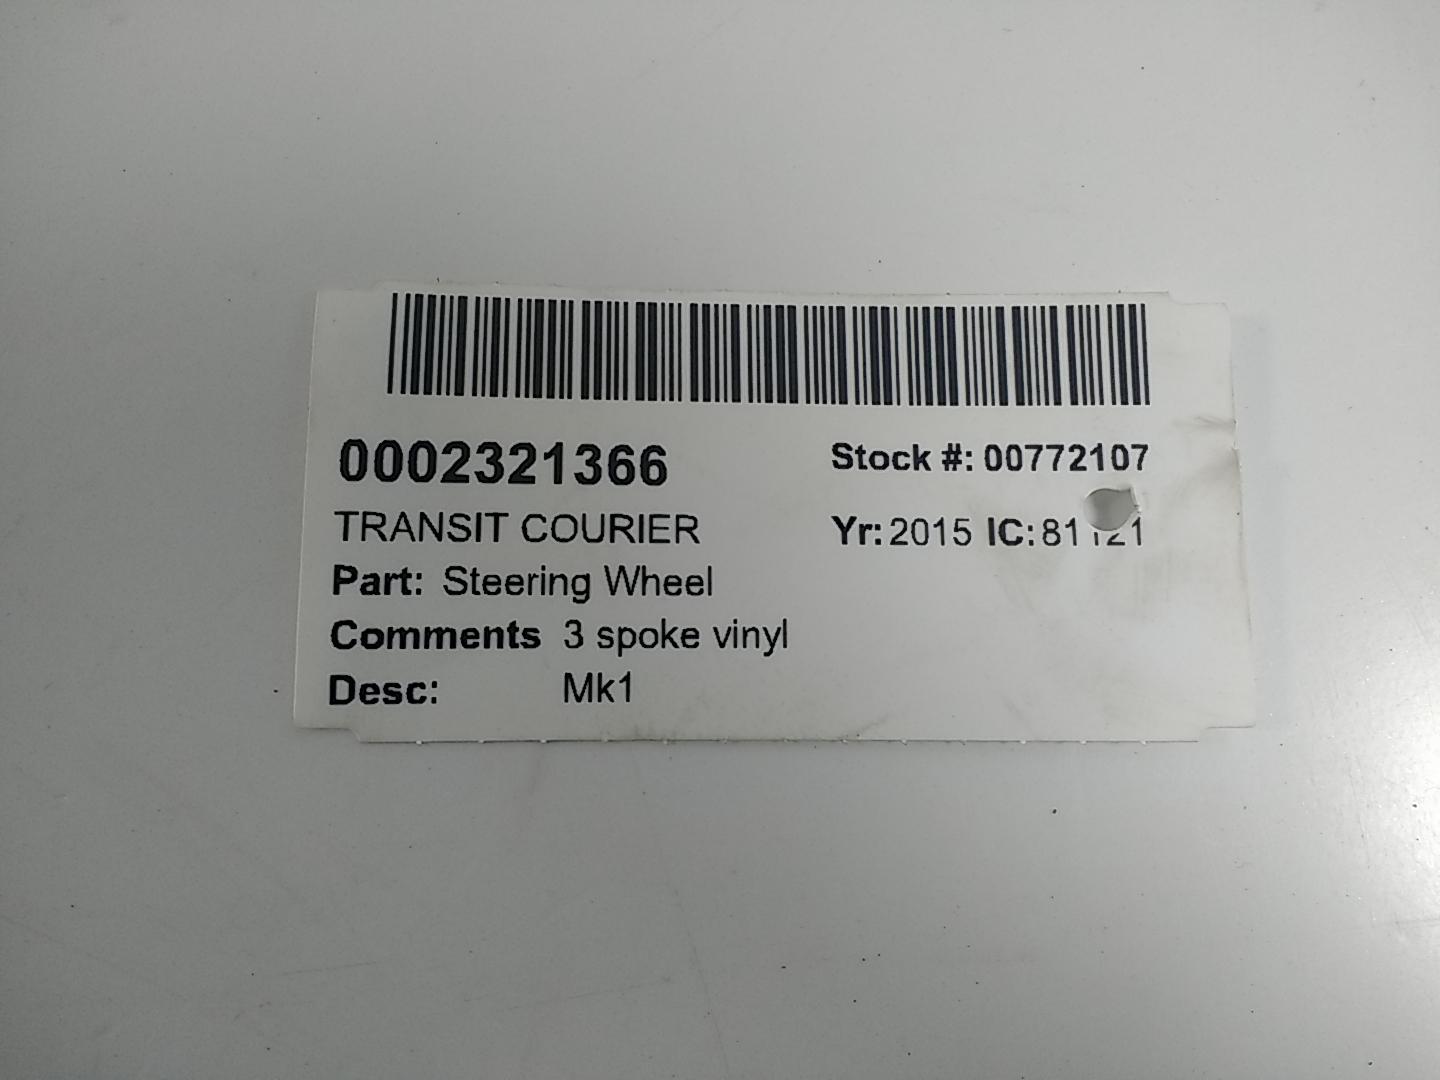 0002321366 Stock #: 00772107
TRANSIT COURIER Yr: 2015 IC:
Part: Steering Wheel
Comments 3 spoke vinyl
Desc: Mk1